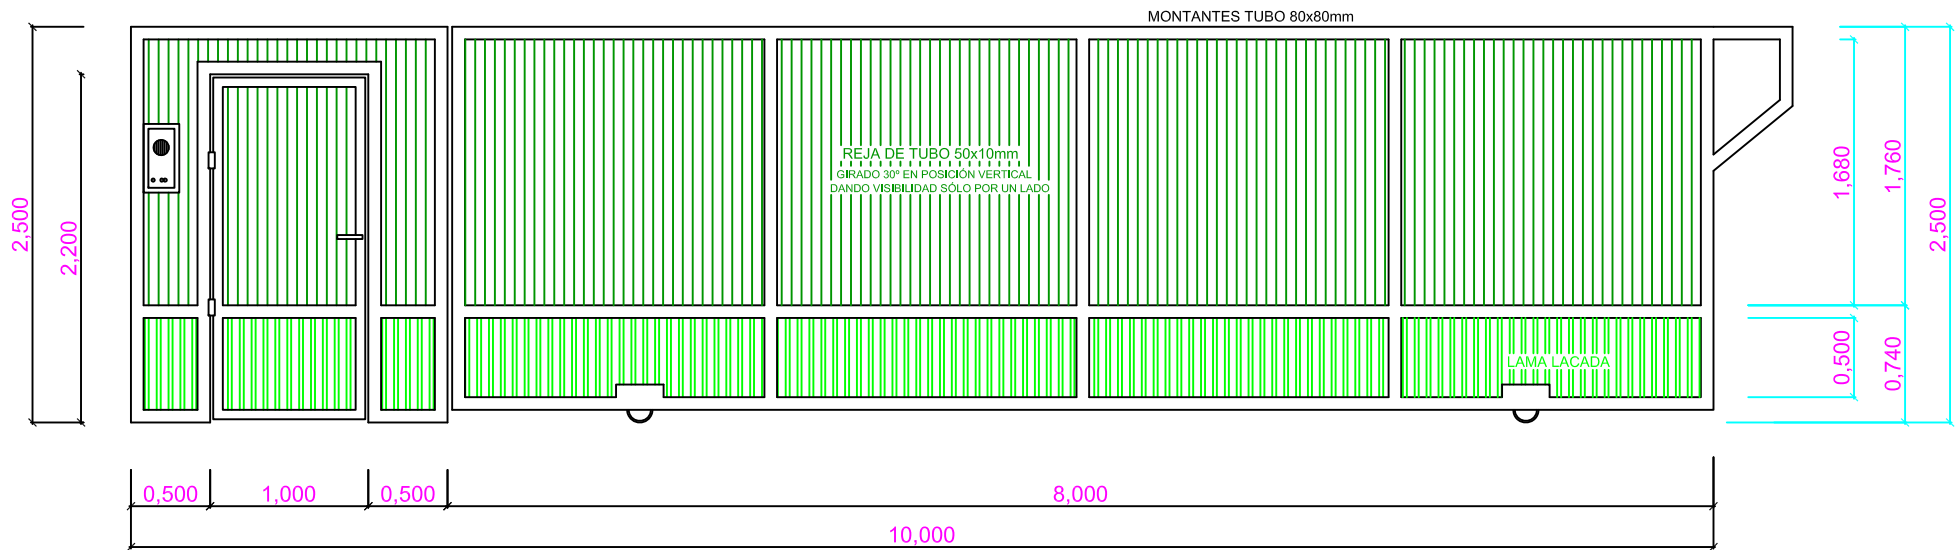 MONTANTES TUBO 80x80mm
REJA DE TUBO 50x10mm
GIRADO 30º EN POSICIÓN VERTICAL
DANDO VISIBILIDAD SÓLO POR UN LADO
LAMA LACADA
2,500
2,200
1,680
1,760
2,500
0,500
0,740
0,500
1,000
0,500
8,000
10,000